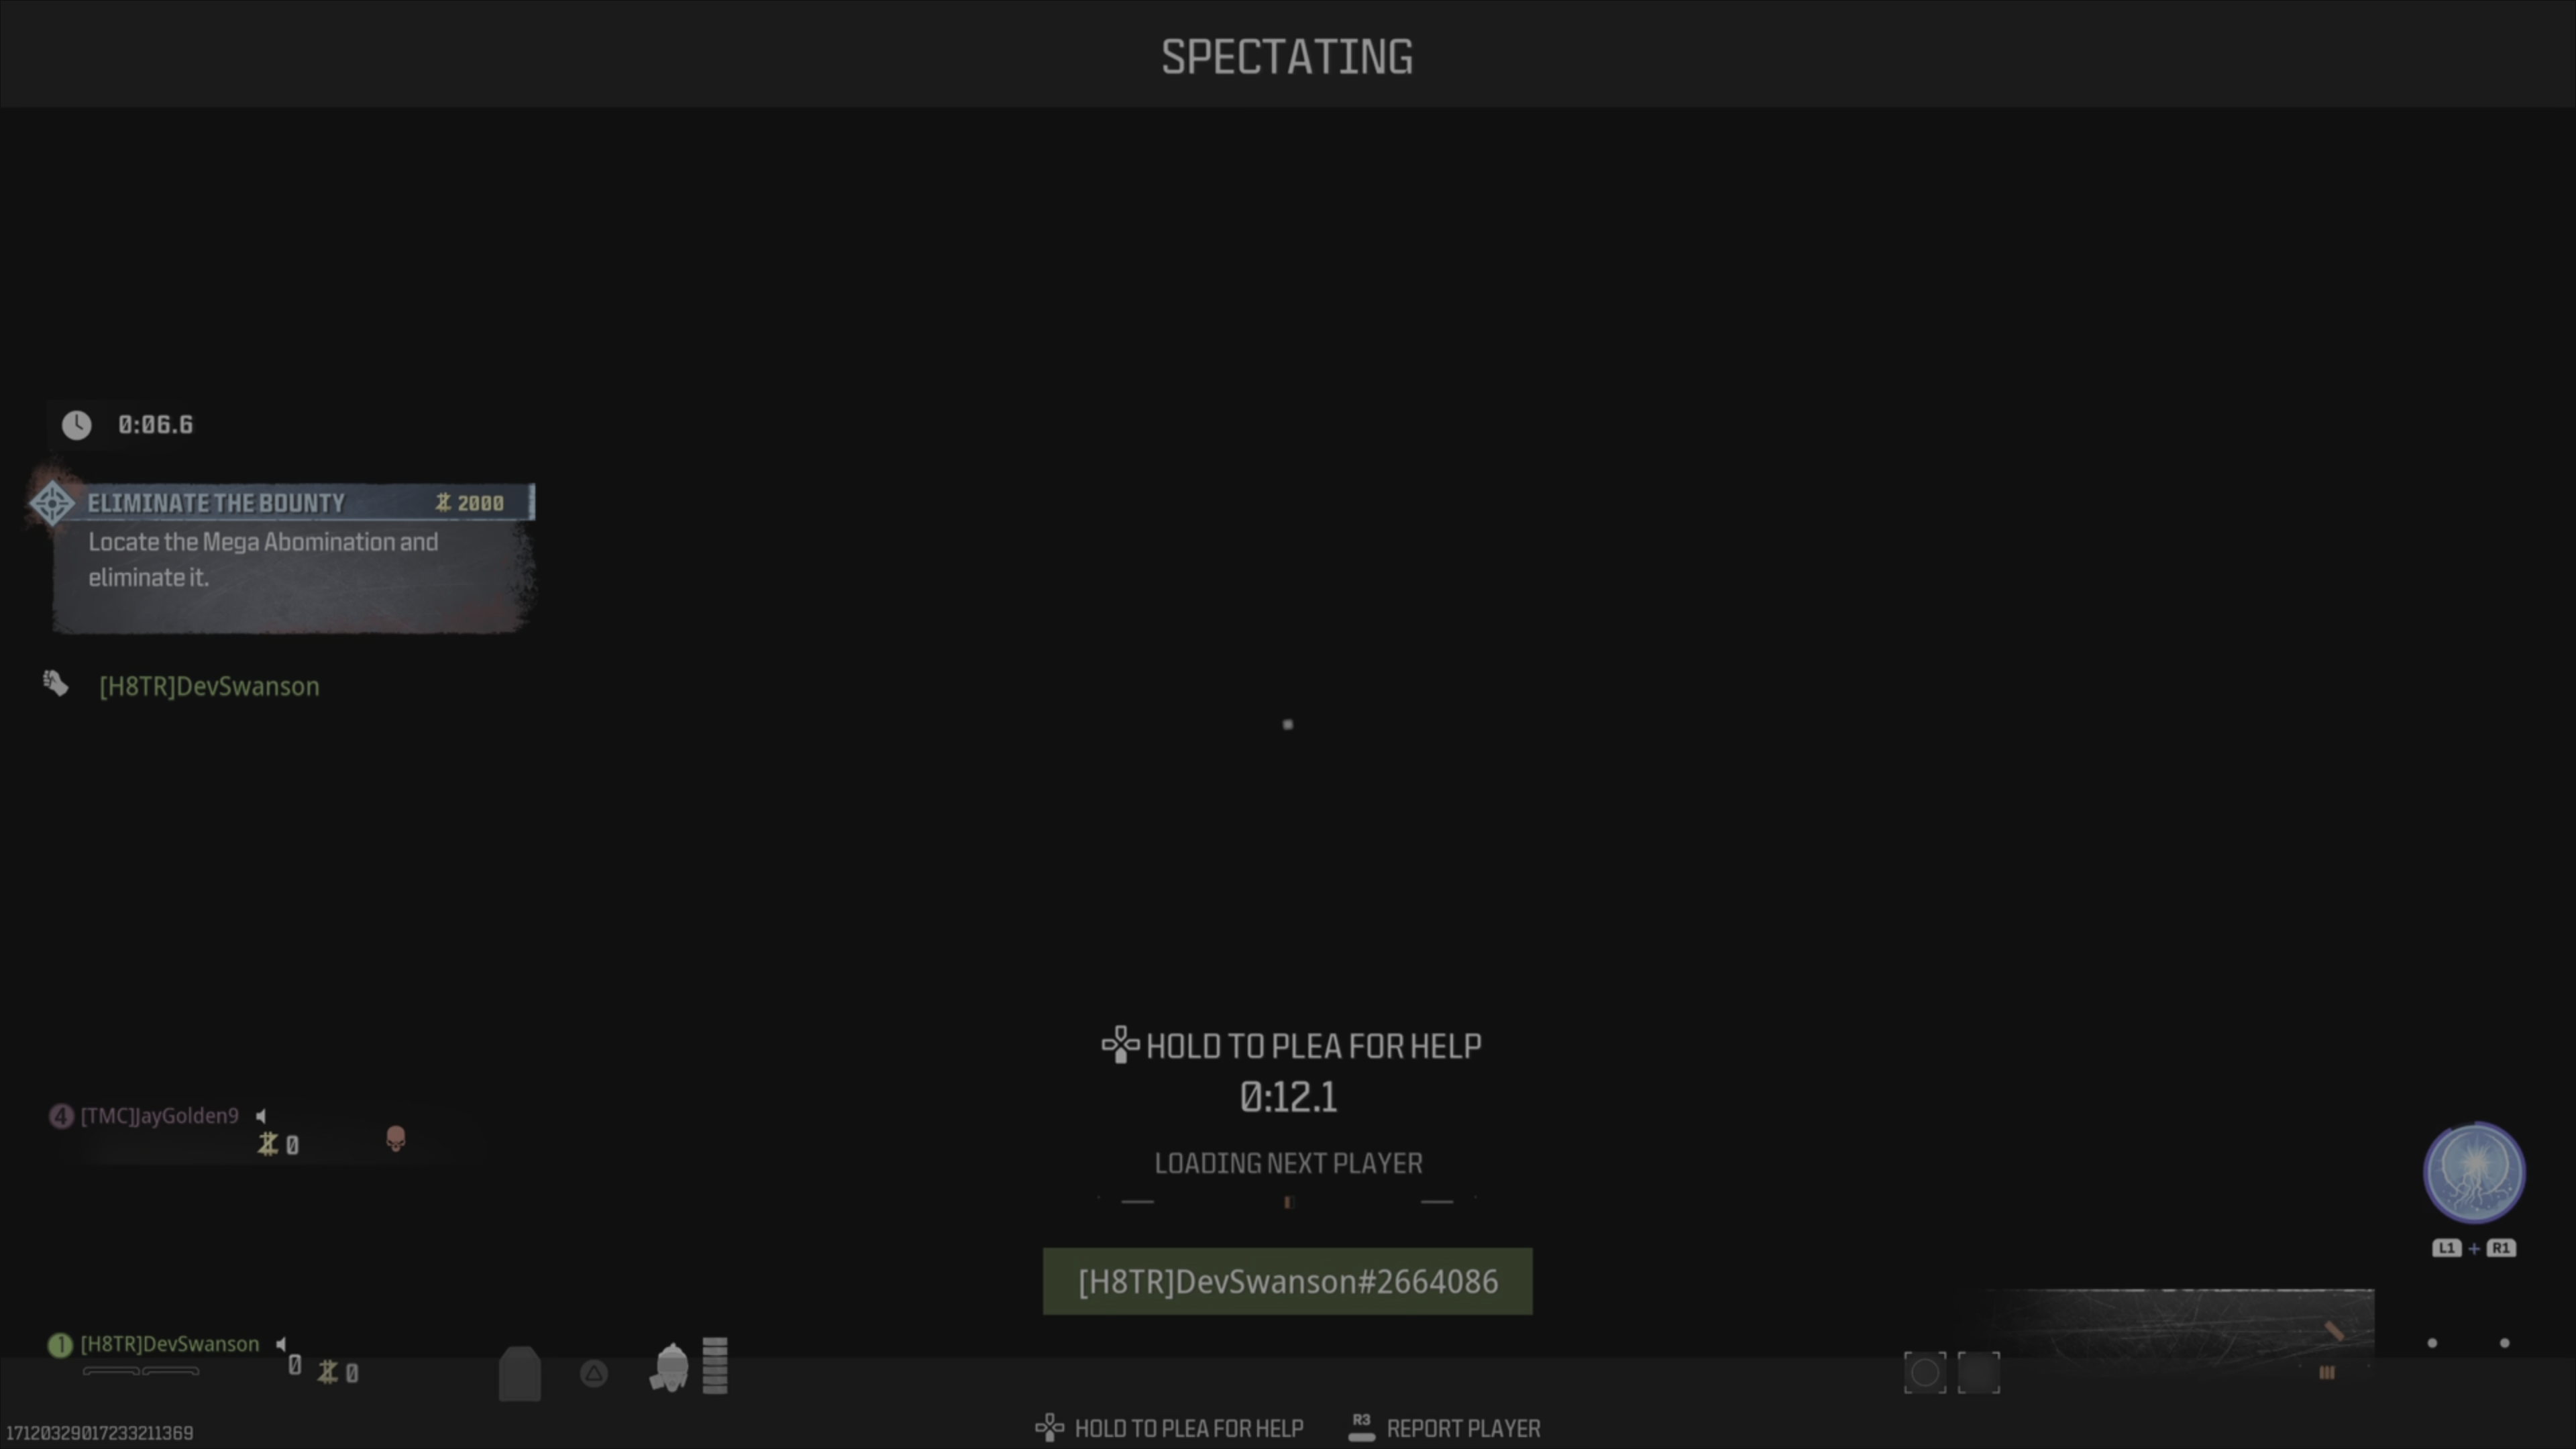 SPECTATING
0:06.6
ELIMINATE THE BOUNTY 2000
Locate the Mega Abomination and
eliminate it.
[H8TR]DevSwanson
HOLD TO PLEA FOR HELP
0:12.1
4 [TMC]JayGolden9
0
LOADING NEXT PLAYER
L1 + R1
[H8TR]DevSwanson#2664086
1 [H8TR]DevSwanson
0 0
HOLD TO PLEA FOR HELP R3 REPORT PLAYER
17120329017233211369